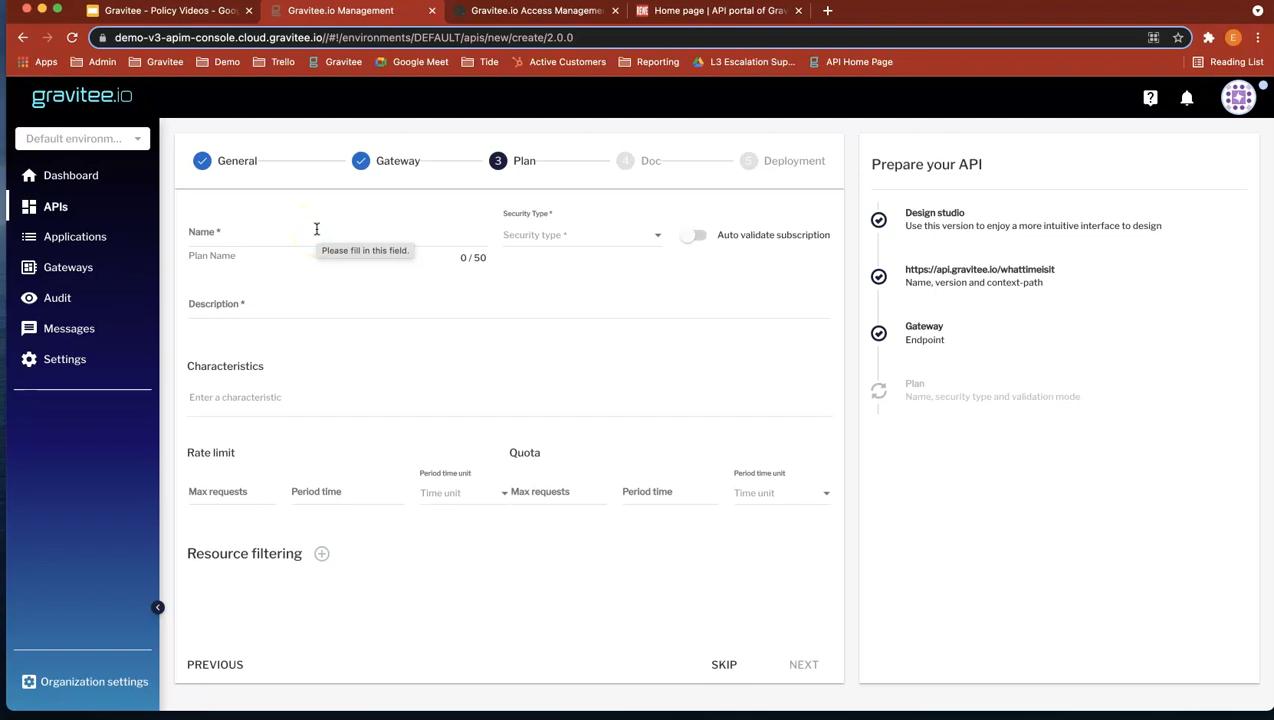 Gravitee - Policy Videos - Goo
Gravitee.io Management
Gravitee.io Access Managemen
Home page | API portal of Grav
demo-v3-apim-console.cloud.gravitee.io//#!/environments/DEFAULT/apis/new/create/2.0.0
E
Apps
Admin
Gravitee
Demo
Trello
Gravitee
Google Meet
Tide
Active Customers
Reporting
L3 Escalation Sup...
API Home Page
Reading List
gravitee.io
Default environm...
Dashboard
APIs
Applications
Gateways
Audit
Messages
Settings
Organization settings
General
Gateway
3 Plan
4 Doc
5 Deployment
Name *
Please fill in this field.
Plan Name
0 / 50
Security Type *
Security type *
Auto validate subscription
Description *
Characteristics
Enter a characteristic
Rate limit
Quota
Max requests
Period time
Period time unit
Time unit
Max requests
Period time
Period time unit
Time unit
Resource filtering
PREVIOUS
SKIP
NEXT
Prepare your API
Design studio
Use this version to enjoy a more intuitive interface to design
https://api.gravitee.io/whattimeisit
Name, version and context-path
Gateway
Endpoint
Plan
Name, security type and validation mode